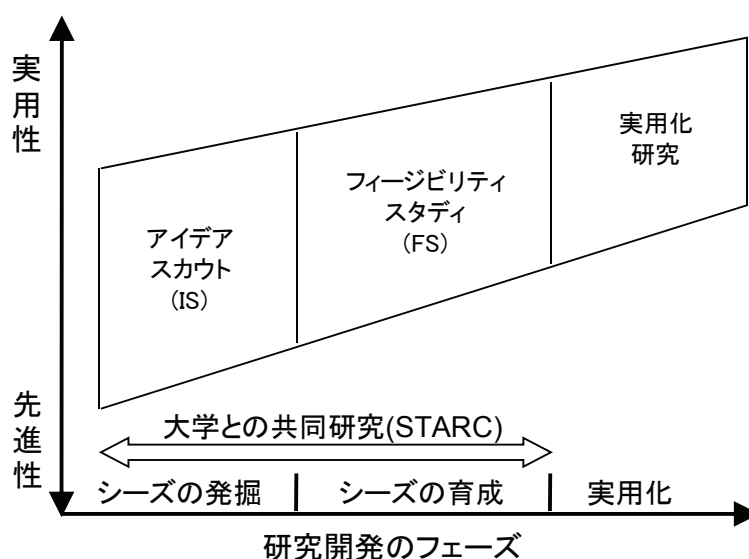 実用性
先進性
アイデア
スカウト
(IS)
フィージビリティ
スタディ
(FS)
実用化
研究
大学との共同研究(STARC)
シーズの発掘
シーズの育成
実用化
研究開発のフェーズ